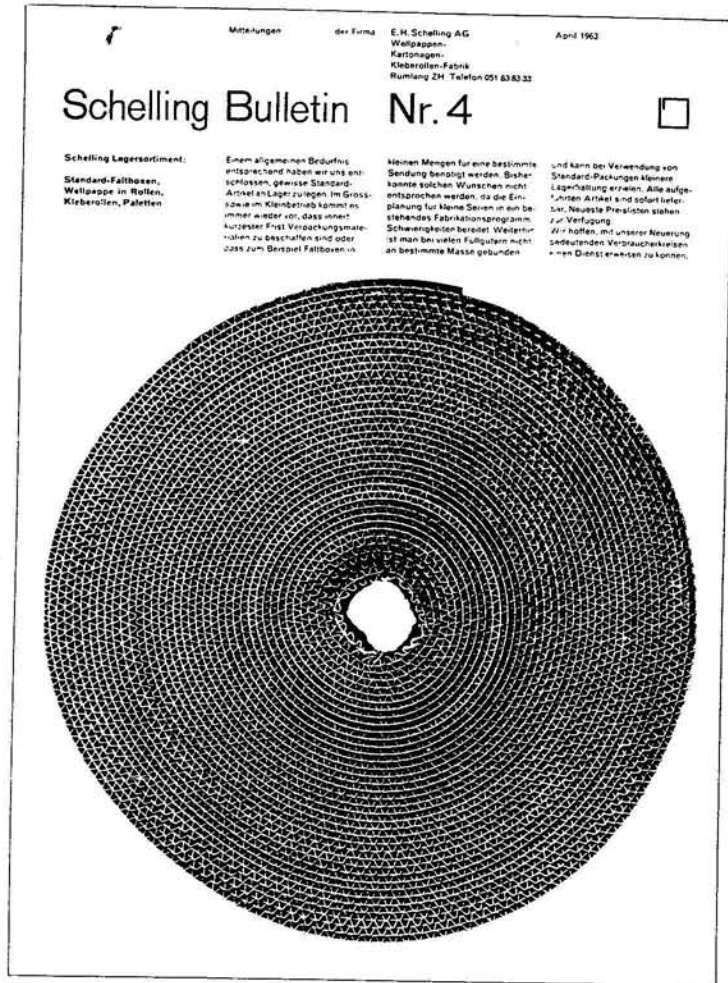 Mitteilungen der Firma
E. H. Schelling AG
Wellpappen-
Kartonagen-
Kleberollen-Fabrik
Rümlang ZH Telefon 051 83 83 33
April 1963
Schelling Bulletin Nr. 4
Schelling Lagersortiment:
Standard-Faltboxen,
Wellpappe in Rollen,
Kleberollen, Paletten
Einem allgemeinen Bedürfnis
entsprechend haben wir uns ent-
schlossen, gewisse Standard-
Artikel an Lager zu legen. Im Gross-
sowie im Kleinbetrieb kommt es
immer wieder vor, dass innert
kürzester Frist Verpackungsmate-
rialien zu beschaffen sind oder
dass zum Beispiel Faltboxen in
kleinen Mengen für eine bestimmte
Sendung benötigt werden. Bisher
konnte solchen Wünschen nicht
entsprochen werden, da die Ein-
planung für kleine Serien in ein be-
stehendes Fabrikationsprogramm
Schwierigkeiten bereitet. Weiterhin
ist man bei vielen Füllgütern nicht
an bestimmte Masse gebunden
und kann bei Verwendung von
Standard-Packungen kleinere
Lagerhaltung erzielen. Alle aufge-
führten Artikel sind sofort liefer-
bar. Neueste Preislisten stehen
zur Verfügung.
Wir hoffen, mit unserer Neuerung
bedeutenden Verbraucherkreisen
einen Dienst erweisen zu können.